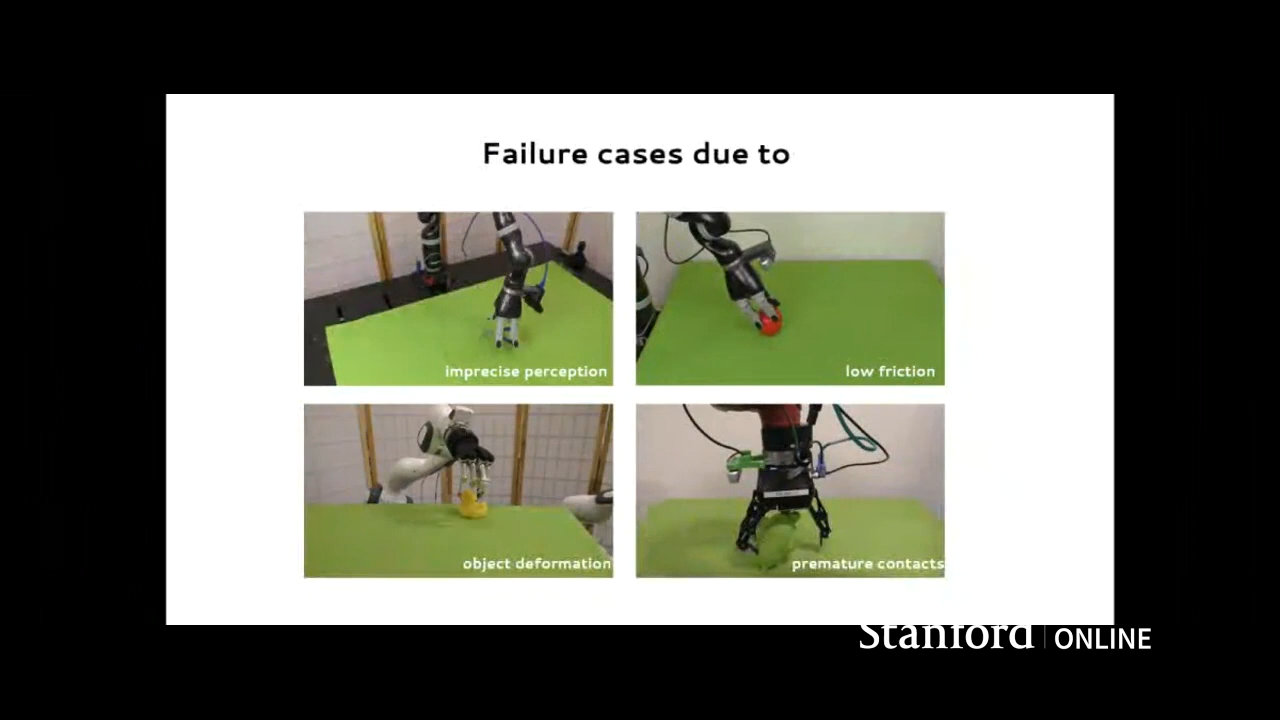 Failure cases due to
imprecise perception
low friction
object deformation
premature contacts
Stanford | ONLINE